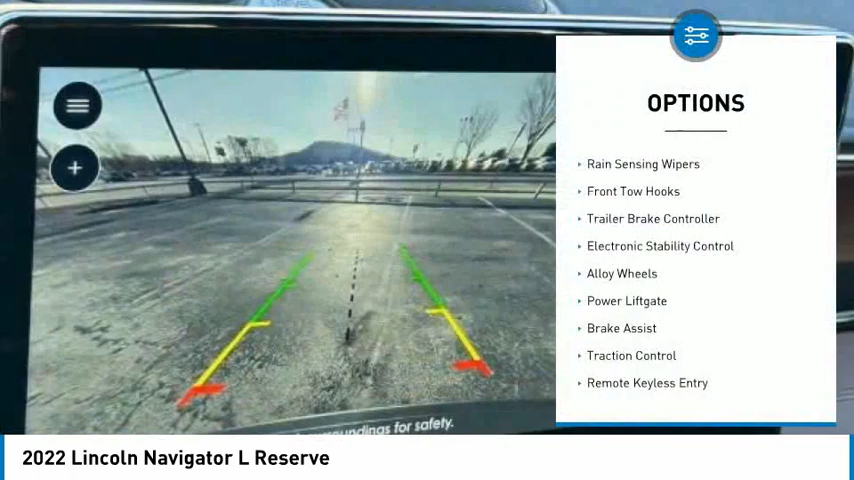 OPTIONS
Rain Sensing Wipers
Front Tow Hooks
Trailer Brake Controller
Electronic Stability Control
Alloy Wheels
Power Liftgate
Brake Assist
Traction Control
Remote Keyless Entry
for safety.
2022 Lincoln Navigator L Reserve